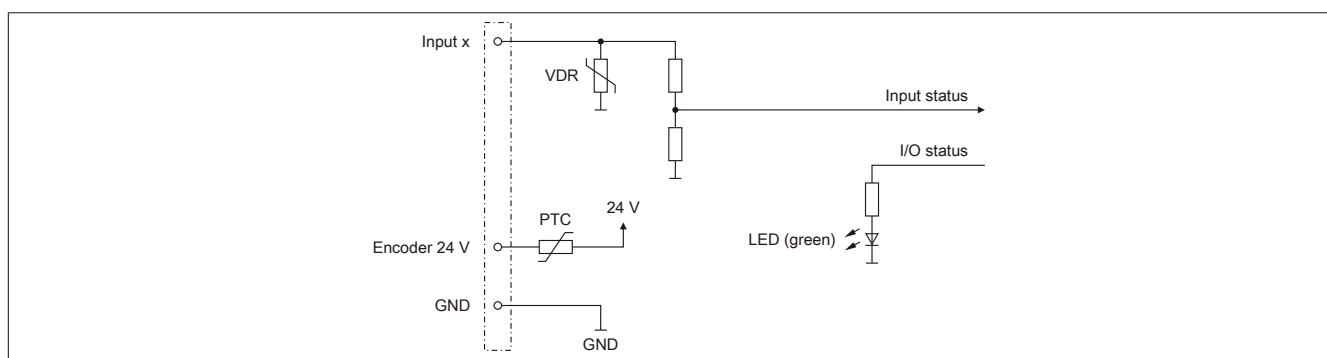 Input x
VDR
Input status
I/O status
24 V
PTC
LED (green)
Encoder 24 V
GND
GND